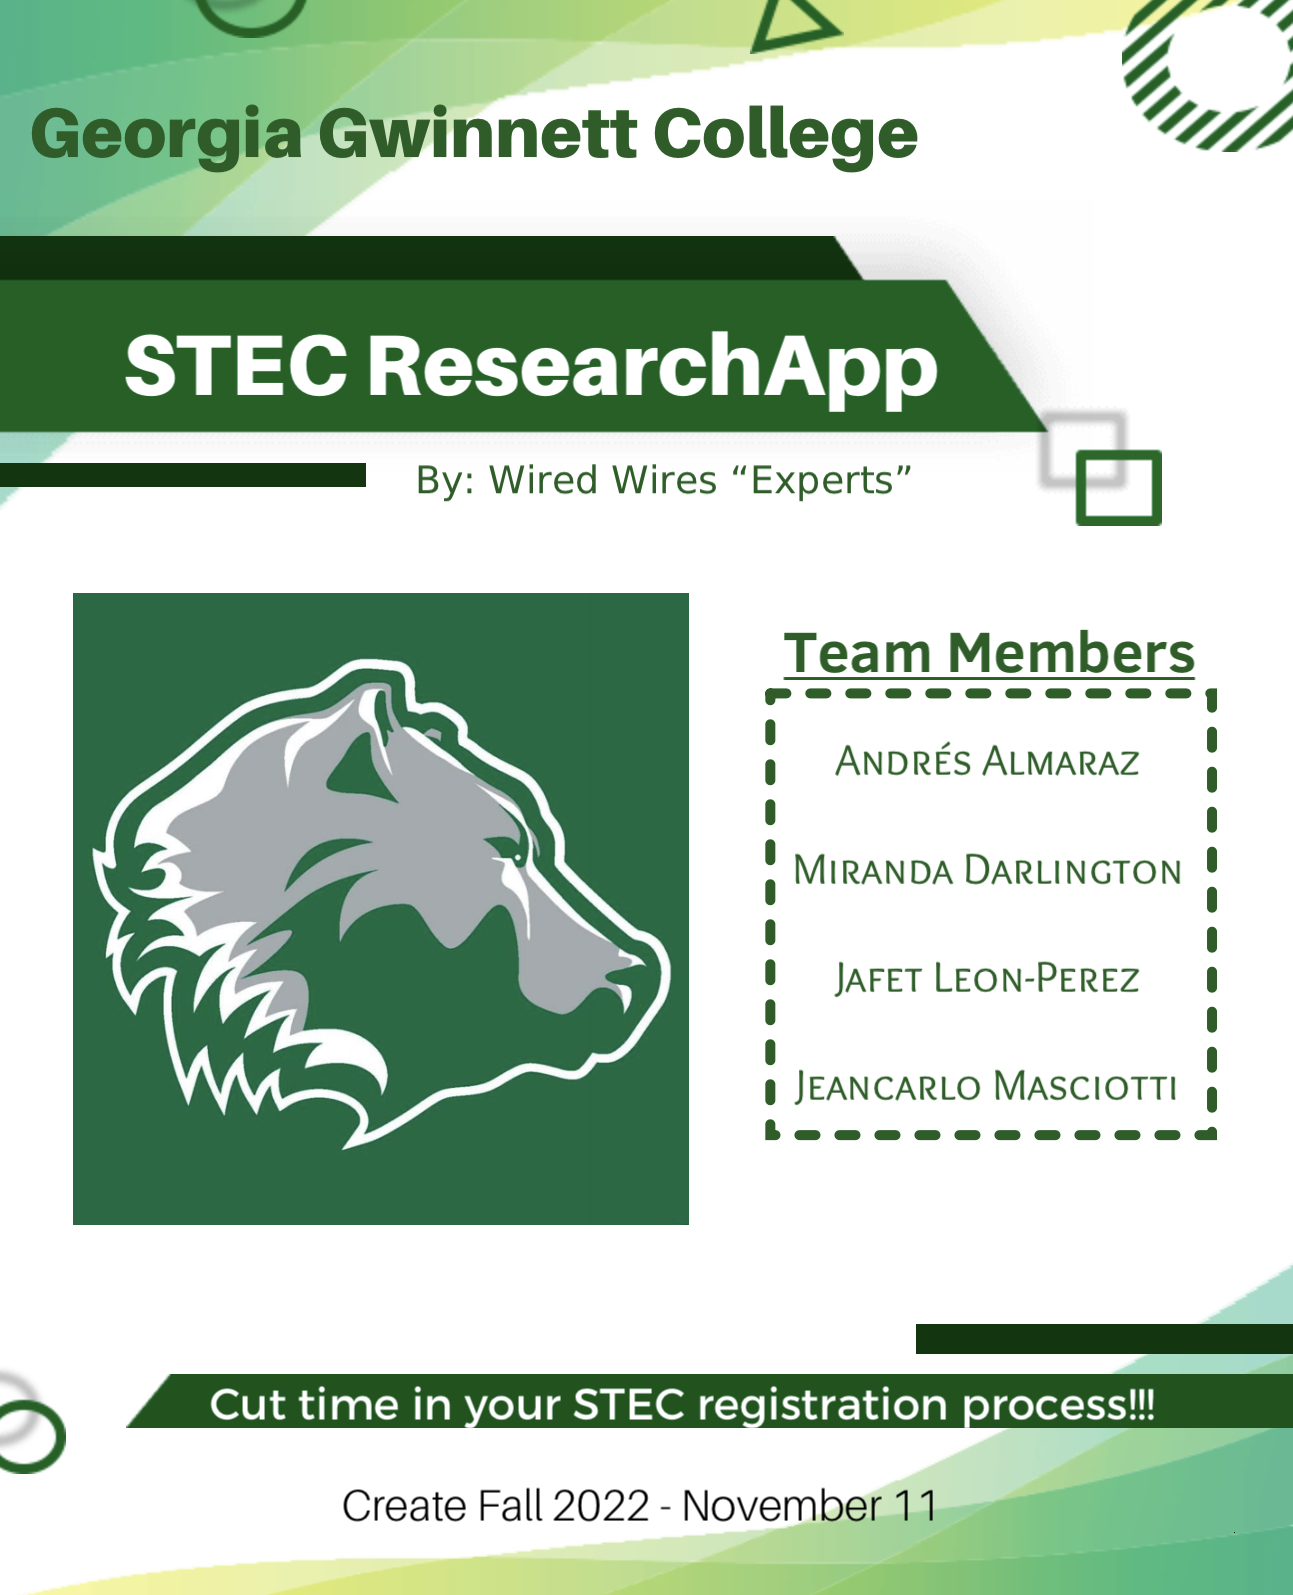 Georgia Gwinnett College
STEC ResearchApp
By: Wired Wires “Experts”
Team Members
Andrés Almaraz
Miranda Darlington
Jafet Leon-Perez
Jeancarlo Masciotti
Cut time in your STEC registration process!!!
Create Fall 2022 - November 11